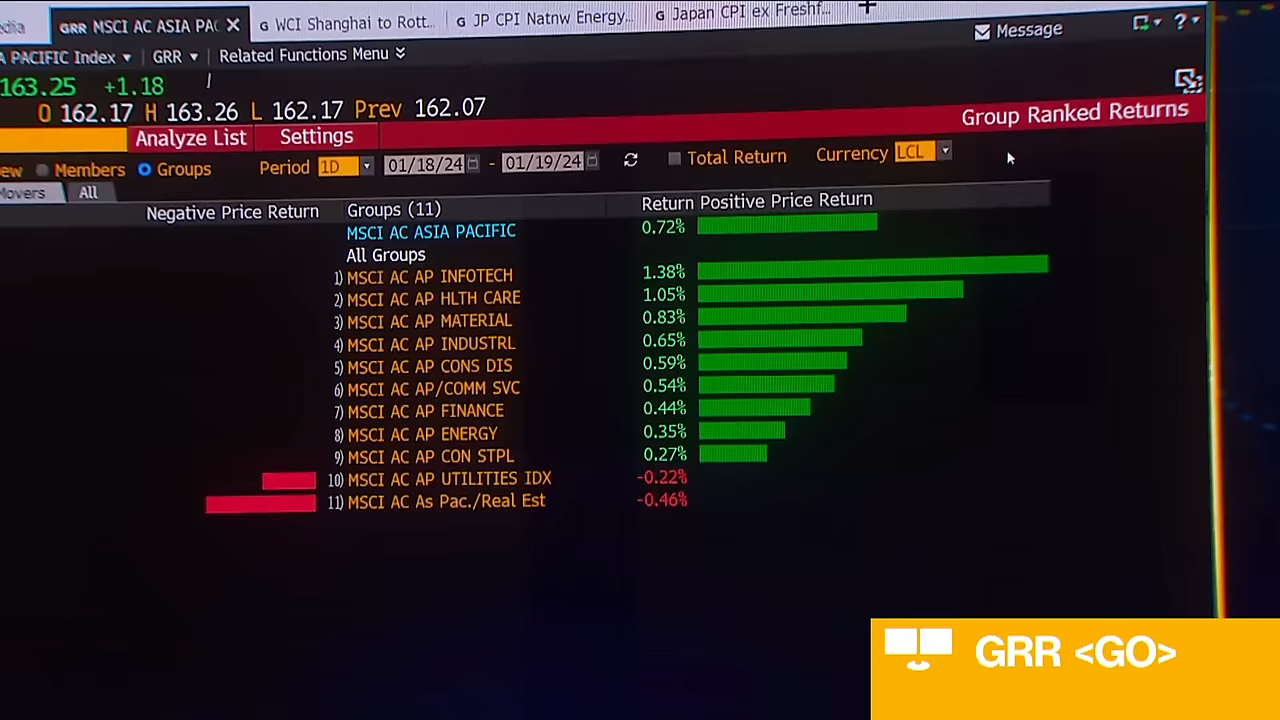 edia
GRR MSCI AC ASIA PAC ✕
G WCI Shanghai to Rott...
G JP CPI Natnw Energy...
G Japan CPI ex Freshf...
+
A PACIFIC Index
GRR
Related Functions Menu
Message
?
163.25 +1.18
O 162.17 H 163.26 L 162.17 Prev 162.07
Analyze List
Settings
Group Ranked Returns
ew
Members
Groups
Period 1D 01/18/24 - 01/19/24
Total Return
Currency LCL
Movers
All
Negative Price Return Groups (11) Return Positive Price Return
MSCI AC ASIA PACIFIC 0.72%
All Groups
1) MSCI AC AP INFOTECH 1.38%
2) MSCI AC AP HLTH CARE 1.05%
3) MSCI AC AP MATERIAL 0.83%
4) MSCI AC AP INDUSTRL 0.65%
5) MSCI AC AP CONS DIS 0.59%
6) MSCI AC AP/COMM SVC 0.54%
7) MSCI AC AP FINANCE 0.44%
8) MSCI AC AP ENERGY 0.35%
9) MSCI AC AP CON STPL 0.27%
10) MSCI AC AP UTILITIES IDX -0.22%
11) MSCI AC As Pac./Real Est -0.46%
GRR <GO>